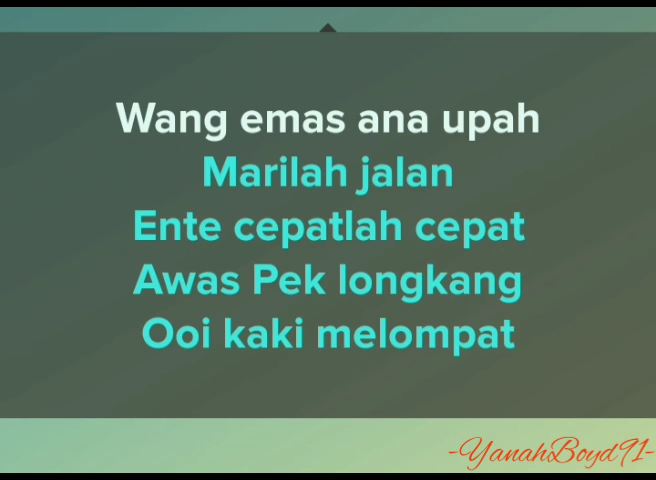 Wang emas ana upah
Marilah jalan
Ente cepatlah cepat
Awas Pek longkang
Ooi kaki melompat
-YanahBoyd91-